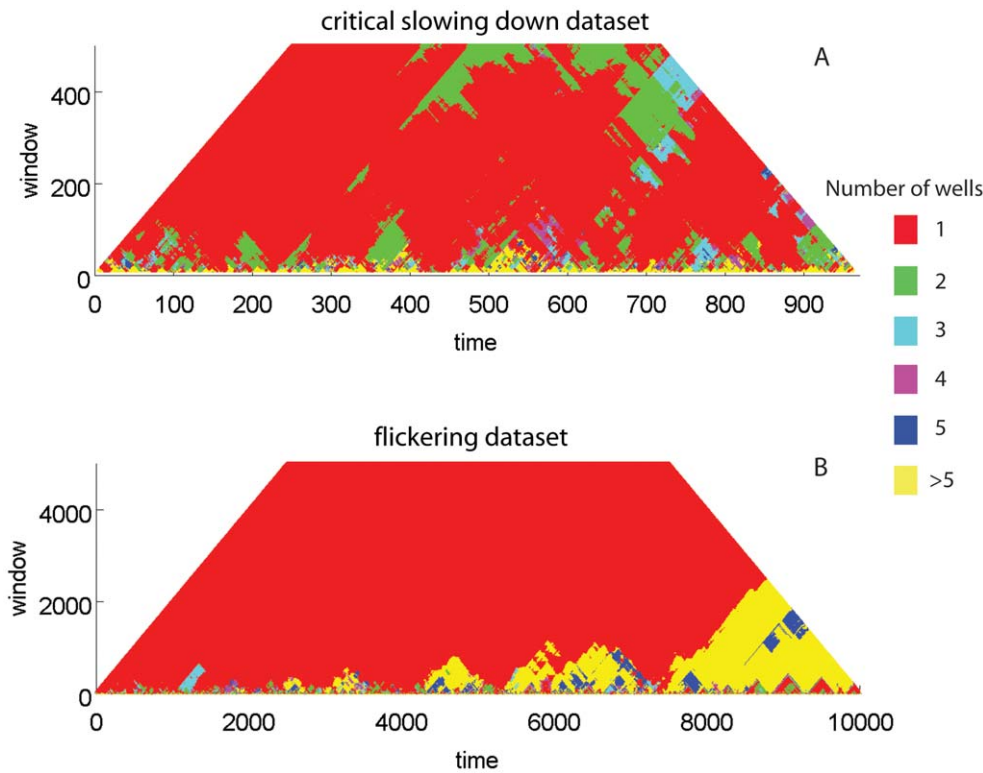 critical slowing down dataset
A
400
200
0
window
0 100 200 300 400 500 600 700 800 900
time
Number of wells
1
2
3
4
5
>5
flickering dataset
B
4000
2000
0
window
0 2000 4000 6000 8000 10000
time